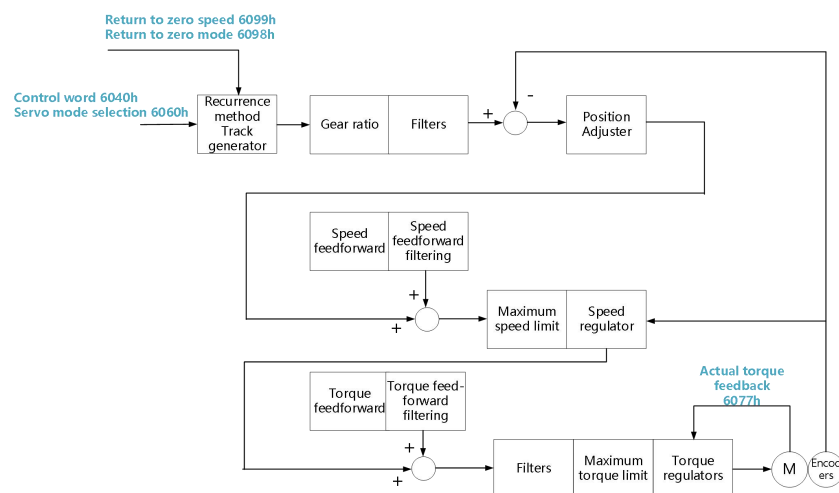 Return to zero speed 6099h
Return to zero mode 6098h
Control word 6040h
Servo mode selection 6060h
Recurrence
method
Track
generator
Gear ratio
Filters
+
-
Position
Adjuster
Speed
feedforward
Speed
feedforward
filtering
+
+
Maximum
speed limit
Speed
regulator
Torque
feedforward
Torque feed-
forward
filtering
+
+
Filters
Maximum
torque limit
Torque
regulators
Actual torque
feedback
6077h
M
Encod
ers